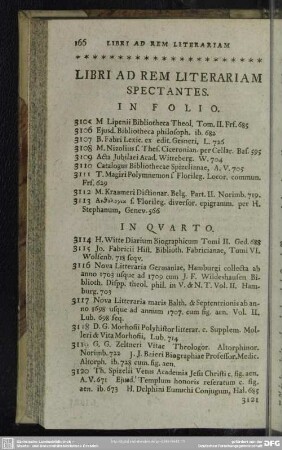 166 LIBRI AD REM LITERARIAM
LIBRI AD REM LITERARIAM
SPECTANTES.
IN FOLIO.
3104 M Lipenii Bibliotheca Theol. Tom. II. Frf. 685
3106 Ejusd. Bibliotheca philosoph. ib. 682
3107 B. Fabri Lexic. ex edit. Gesneri, L. 726
3108 M. Nizolius s. Thes. Ciceronian. per Cellar. Bas. 595
3109 Acta Jubilaei Acad. Witteberg. W. 704
3110 Catalogus Bibliothecae Spizelianae, A. V. 705
3111 T. Magiri Polymnemon s. Florileg. Locor. commun.
Frf. 629
3112 M. Kraameri Dictionar. Belg. Part. II. Norimb. 719.
3113 s. Florileg. diversor. epigramm. per H.
Stephanum, Genev. 566
IN QVARTO.
3114 H. Witte Diarium Biographicum Tomi II. Ged. 688
3115 Jo. Fabricii Hist. Biblioth. Fabricianae, Tomi VI.
Wolfenb. 718 seqv.
3116 Nova Litteraria Germaniae, Hamburgi collecta ab
anno 1703 usque ad 1709 cum J. F. Winkelhausen Bi-
blioth. Dispp. theol. phil. in V. & N. T. Vol. II. Ham-
burg. 703
3117 Nova Litteraria maris Balth. & Septentrionis ab an-
no 1698 usque ad annum 1707. cum fig. aen. Vol. II.
Lub. 698 seq.
3118 D. G. Morhofii Polyhistor litterar. c. Supplem. Mol-
leri & Vita Morhofii, Lub. 714
3119 G. G. Zeltneri Vitae Theologor. Altorphinor.
Norimb. 722 J. J. Baieri Biographiae Professor. Medic.
Altorph. ib. 728 cum fig. aen.
3120 Th. Spizelii Vetus Academia Jesu Christi c. fig. aen.
A. V. 671 Ejusd. Templum honoris reseratum c. fig.
aen. ib. 673 H. Delphini Eunuchi Conjugium, Hal. 685
3121